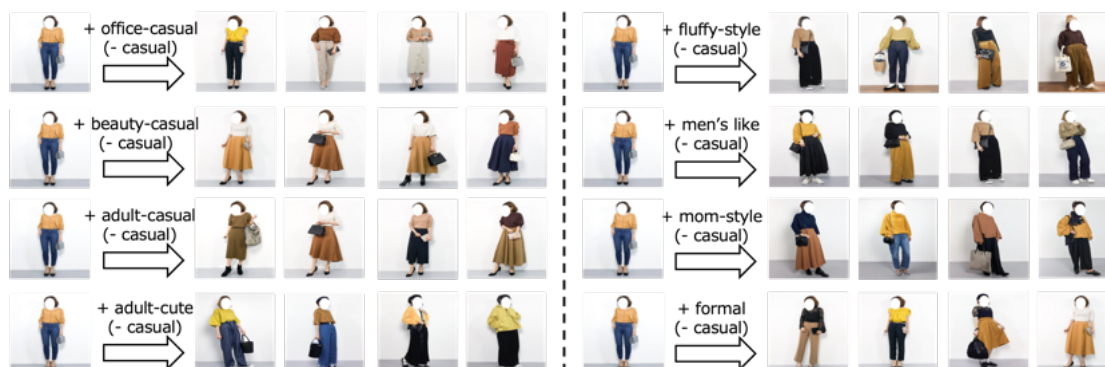 + office-casual
(- casual)
+ beauty-casual
(- casual)
+ adult-casual
(- casual)
+ adult-cute
(- casual)
+ fluffy-style
(- casual)
+ men's like
(- casual)
+ mom-style
(- casual)
+ formal
(- casual)